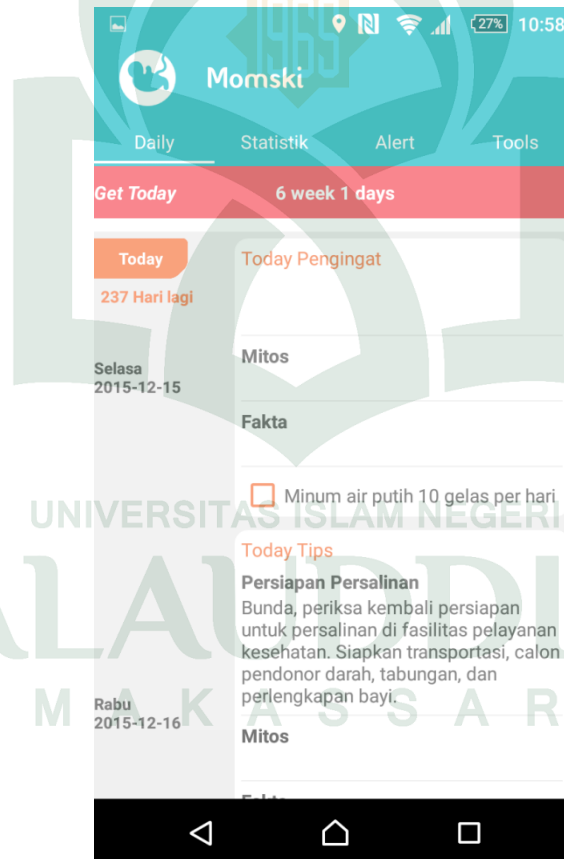 1965
27% 10:58
Momski
Daily Statistik Alert Tools
Get Today 6 week 1 days
Today
237 Hari lagi
Today Pengingat
Selasa
2015-12-15
Mitos
Fakta
Minum air putih 10 gelas per hari
UNIVERSITAS ISLAM NEGERI
ALAUDDI
Today Tips
Persiapan Persalinan
Bunda, periksa kembali persiapan
untuk persalinan di fasilitas pelayanan
kesehatan. Siapkan transportasi, calon
pendonor darah, tabungan, dan
perlengkapan bayi.
Rabu
2015-12-16
MAKASSAR
Mitos